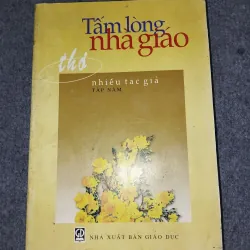 Tấm lòng
nhà giáo
thơ
nhiều tác giả
TẬP NĂM
NHÀ XUẤT BẢN GIÁO DỤC